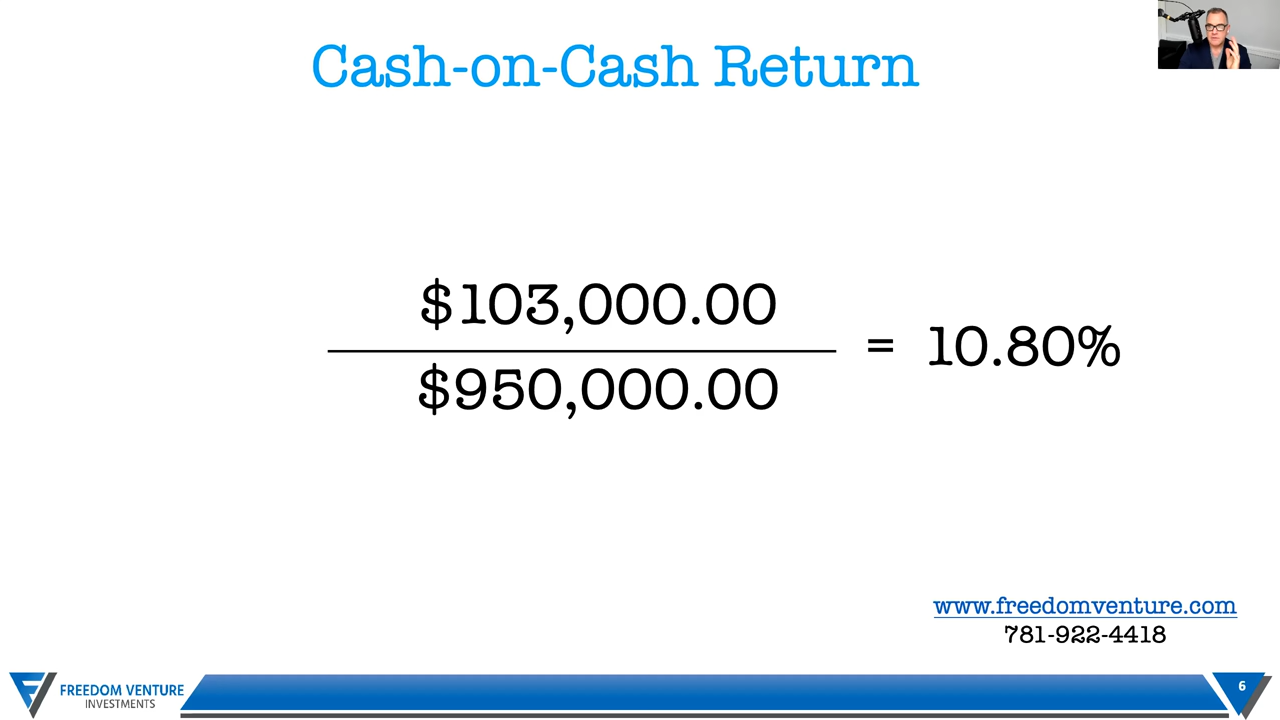 Cash-on-Cash Return
$103,000.00
$950,000.00
= 10.80%
www.freedomventure.com
781-922-4418
FREEDOM VENTURE
INVESTMENTS
6